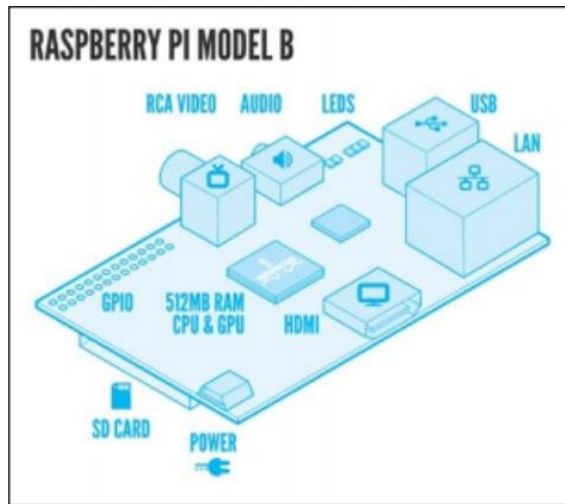 RASPBERRY PI MODEL B
RCA VIDEO AUDIO LEDS USB
LAN
GPIO 512MB RAM
CPU & GPU HDMI
SD CARD
POWER